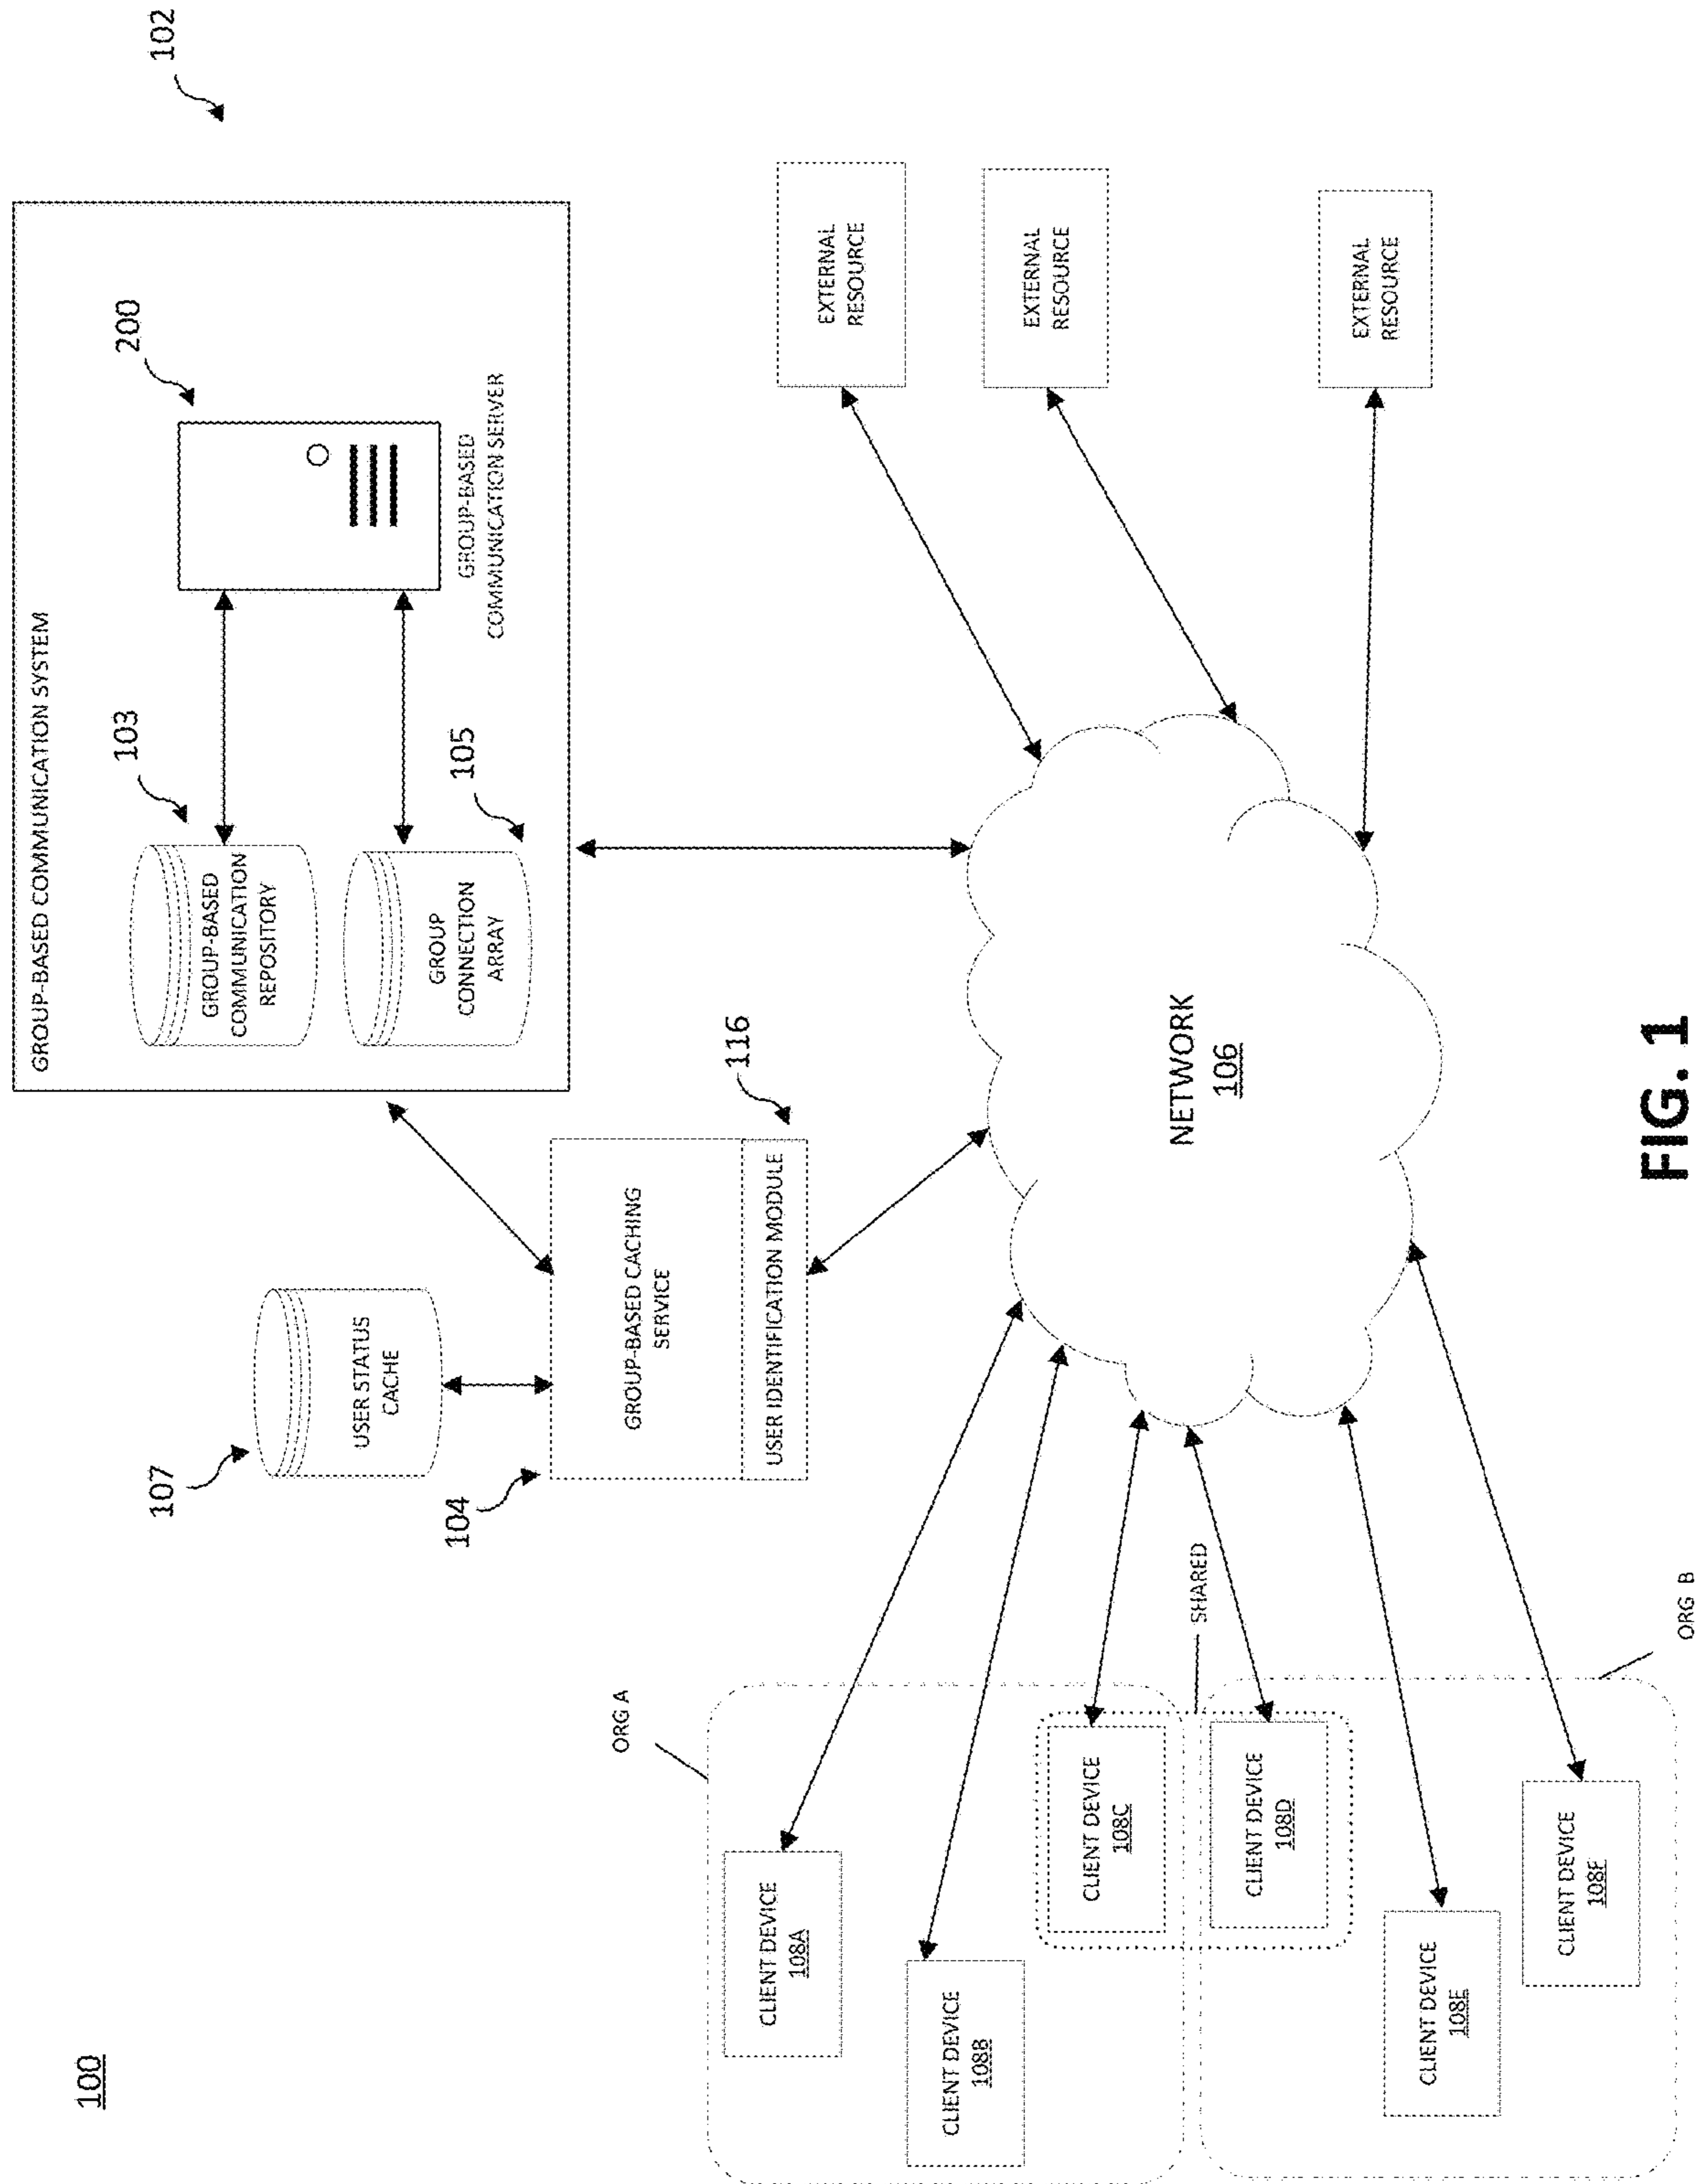 100
102
GROUP-BASED COMMUNICATION SYSTEM
103
200
GROUP-BASED
COMMUNICATION
REPOSITORY
105
GROUP
CONNECTION
ARRAY
GROUP-BASED
COMMUNICATION SERVER
107
USER STATUS
CACHE
104
GROUP-BASED CACHING
SERVICE
USER IDENTIFICATION MODULE
116
ORG A
CLIENT DEVICE
108A
CLIENT DEVICE
108B
CLIENT DEVICE
108C
SHARED
CLIENT DEVICE
108D
CLIENT DEVICE
108E
CLIENT DEVICE
108F
ORG B
NETWORK
106
EXTERNAL
RESOURCE
EXTERNAL
RESOURCE
EXTERNAL
RESOURCE
FIG. 1